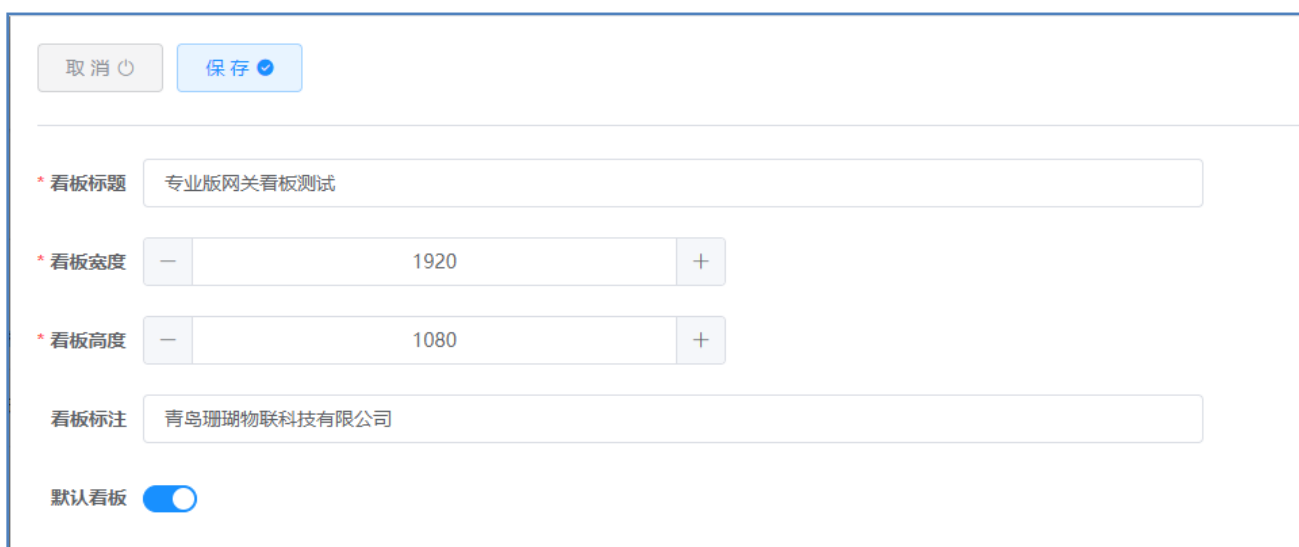 取 消 保 存
* 看板标题 专业版网关看板测试
* 看板宽度 — 1920 +
* 看板高度 — 1080 +
看板标注 青岛珊瑚物联科技有限公司
默认看板